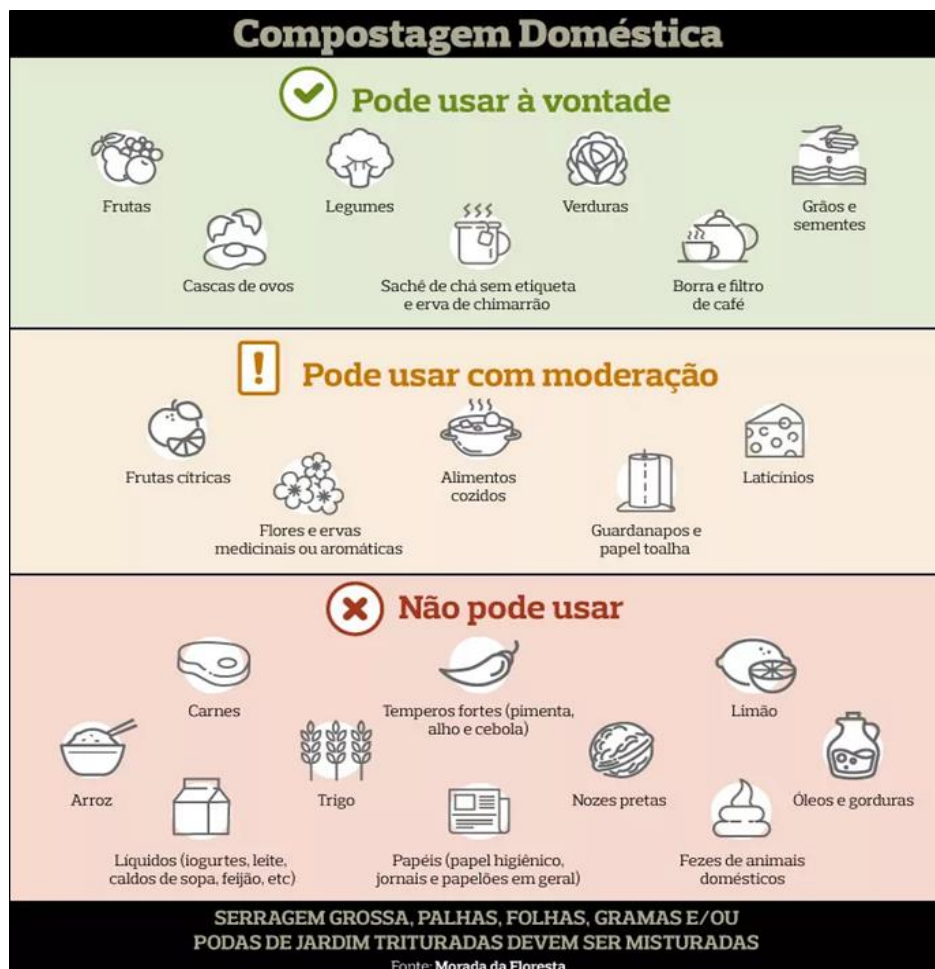 Compostagem Doméstica
Pode usar à vontade
Frutas
Legumes
Verduras
Grãos e
sementes
Cascas de ovos
Sachê de chá sem etiqueta
e erva de chimarrão
Borra e filtro
de café
Pode usar com moderação
Frutas cítricas
Alimentos
cozidos
Laticínios
Flores e ervas
medicinais ou aromáticas
Guardanapos e
papel toalha
Não pode usar
Carnes
Temperos fortes (pimenta,
alho e cebola)
Limão
Arroz
Trigo
Nozes pretas
Óleos e gorduras
Líquidos (iogurtes, leite,
caldos de sopa, feijão, etc)
Papéis (papel higiênico,
jornais e papelões em geral)
Fezes de animais
domésticos
SERRAGEM GROSSA, PALHAS, FOLHAS, GRAMAS E/OU
PODAS DE JARDIM TRITURADAS DEVEM SER MISTURADAS
Fonte: Morada da Floresta